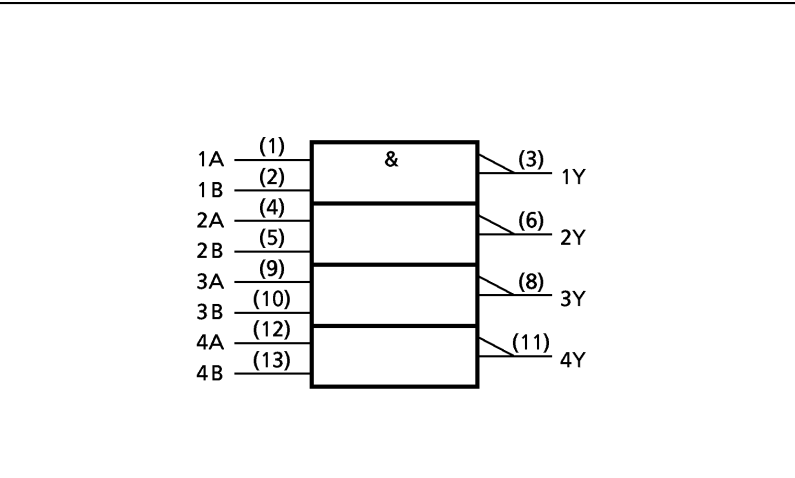 1A (1) & (3) 1Y
1B (2)
2A (4) (6) 2Y
2B (5)
3A (9) (8) 3Y
3B (10)
4A (12) (11) 4Y
4B (13)